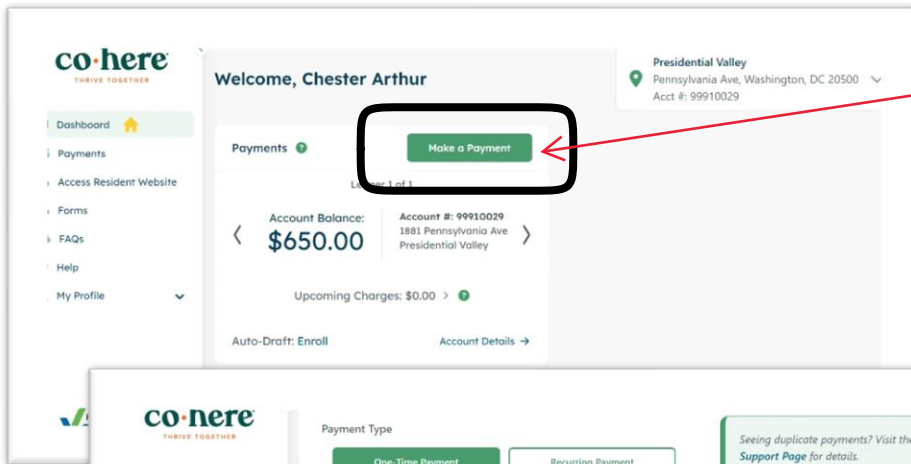 co·here
THRIVE TOGETHER
Dashboard
Payments
Access Resident Website
Forms
FAQs
Help
My Profile
Welcome, Chester Arthur
Presidential Valley
Pennsylvania Ave, Washington, DC 20500
Acct #: 99910029
Payments ?
Make a Payment
1 of 1
Account Balance:
$650.00
Account #: 99910029
1881 Pennsylvania Ave
Presidential Valley
Upcoming Charges: $0.00 > ?
Auto-Draft: Enroll
Account Details →
co·here
THRIVE TOGETHER
Payment Type
One-Time Payment
Recurring Payment
Seeing duplicate payments? Visit the
Support Page for details.